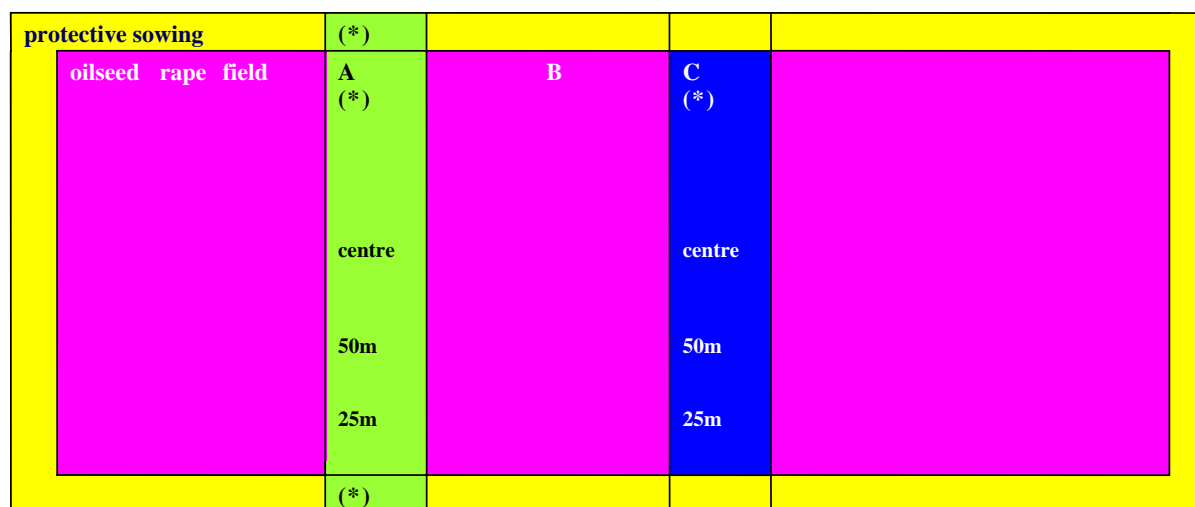 protective sowing (*)
oilseed rape field A B C
(*) (*)
centre centre
50m 50m
25m 25m
(*)